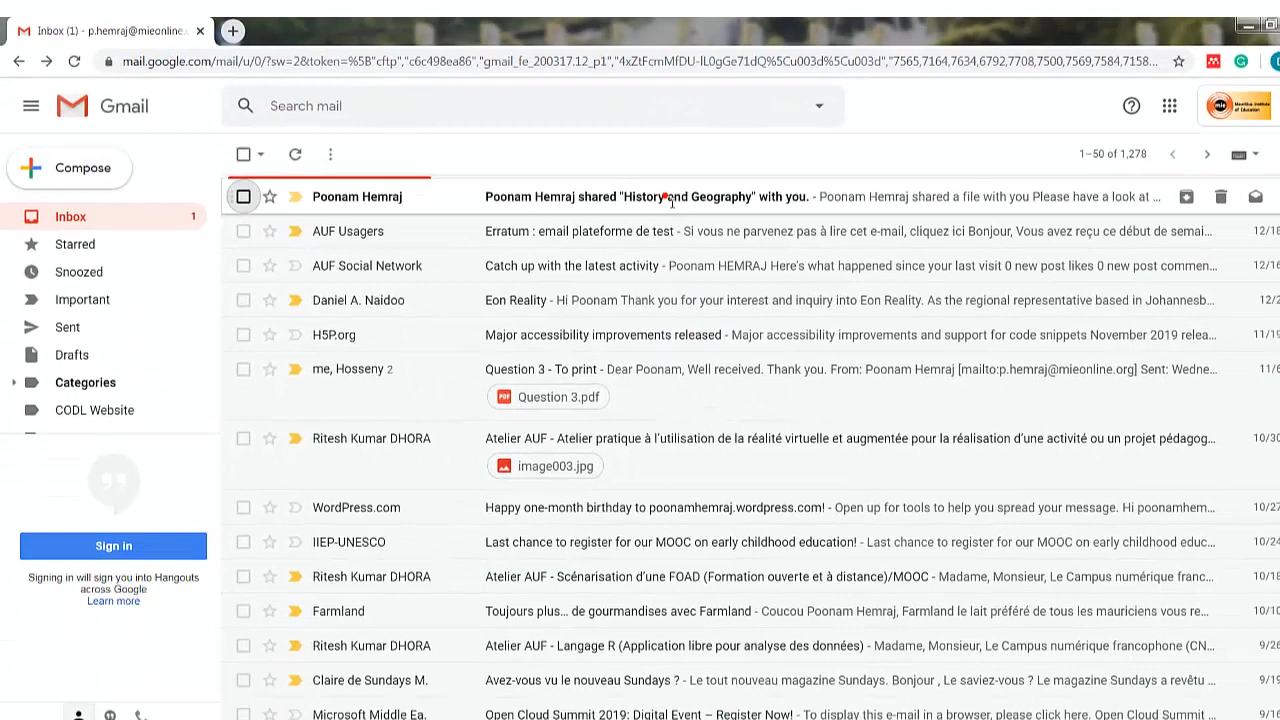 Inbox (1) - p.hemraj@mieonline.
mail.google.com/mail/u/0/?sw=2&token=%5B"cftp","c6c498ea86","gmail_fe_200317.12_p1","4xZtFcmMfDU-lL0gGe71dQ%5Cu003d%5Cu003d","7565,7164,7634,6792,7708,7500,7569,7584,7158...
Gmail
Search mail
mie Mauritius Institute of Education
Compose
1–50 of 1,278
Inbox 1
Starred
Snoozed
Important
Sent
Drafts
Categories
CODL Website
Sign in
Signing in will sign you into Hangouts
across Google
Learn more
Poonam Hemraj Poonam Hemraj shared "History and Geography" with you. - Poonam Hemraj shared a file with you Please have a look at ...
AUF Usagers Erratum : email plateforme de test - Si vous ne parvenez pas à lire cet e-mail, cliquez ici Bonjour, Vous avez reçu ce début de semai... 12/18
AUF Social Network Catch up with the latest activity - Poonam HEMRAJ Here's what happened since your last visit 0 new post likes 0 new post commen... 12/16
Daniel A. Naidoo Eon Reality - Hi Poonam Thank you for your interest and inquiry into Eon Reality. As the regional representative based in Johannesb... 12/2
H5P.org Major accessibility improvements released - Major accessibility improvements and support for code snippets November 2019 relea... 11/19
me, Hosseny 2 Question 3 - To print - Dear Poonam, Well received. Thank you. From: Poonam Hemraj [mailto:p.hemraj@mieonline.org] Sent: Wedne... 11/6
PDF Question 3.pdf
Ritesh Kumar DHORA Atelier AUF - Atelier pratique à l'utilisation de la réalité virtuelle et augmentée pour la réalisation d'une activité ou un projet pédagog... 10/30
image003.jpg
WordPress.com Happy one-month birthday to poonamhemraj.wordpress.com! - Open up for tools to help you spread your message. Hi poonamhem... 10/27
IIEP-UNESCO Last chance to register for our MOOC on early childhood education! - Last chance to register for our MOOC on early childhood educ... 10/24
Ritesh Kumar DHORA Atelier AUF - Scénarisation d'une FOAD (Formation ouverte et à distance)/MOOC - Madame, Monsieur, Le Campus numérique franc... 10/18
Farmland Toujours plus... de gourmandises avec Farmland - Coucou Poonam Hemraj, Farmland le lait préféré de tous les mauriciens vous re... 10/10
Ritesh Kumar DHORA Atelier AUF - Langage R (Application libre pour analyse des données) - Madame, Monsieur, Le Campus numérique francophone (CN... 9/26
Claire de Sundays M. Avez-vous vu le nouveau Sundays ? - Le tout nouveau magazine Sundays. Bonjour , Le saviez-vous ? Le magazine Sundays a revêtu ... 9/19
Microsoft Middle Ea. Open Cloud Summit 2019: Digital Event – Register Now! - To display this e-mail in a browser, please click here. Open Cloud Summit ... 9/16